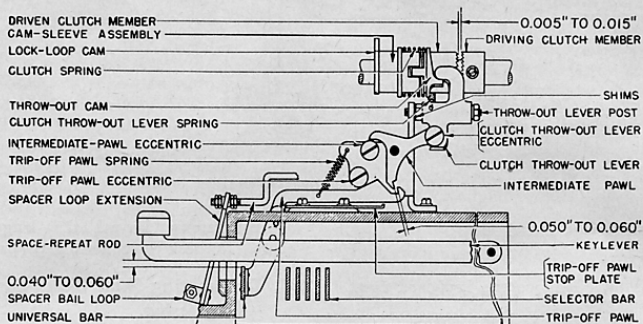 DRIVEN CLUTCH MEMBER
CAM-SLEEVE ASSEMBLY
LOCK-LOOP CAM
CLUTCH SPRING
THROW-OUT CAM
CLUTCH THROW-OUT LEVER SPRING
INTERMEDIATE-PAWL ECCENTRIC
TRIP-OFF PAWL SPRING
TRIP-OFF PAWL ECCENTRIC
SPACER LOOP EXTENSION
SPACE-REPEAT ROD
0.040" TO 0.060"
SPACER BAIL LOOP
UNIVERSAL BAR
0.005" TO 0.015"
DRIVING CLUTCH MEMBER
SHIMS
THROW-OUT LEVER POST
CLUTCH THROW-OUT LEVER
ECCENTRIC
CLUTCH THROW-OUT LEVER
INTERMEDIATE PAWL
0.050" TO 0.060"
KEYLEVER
TRIP-OFF PAWL
STOP PLATE
SELECTOR BAR
TRIP-OFF PAWL